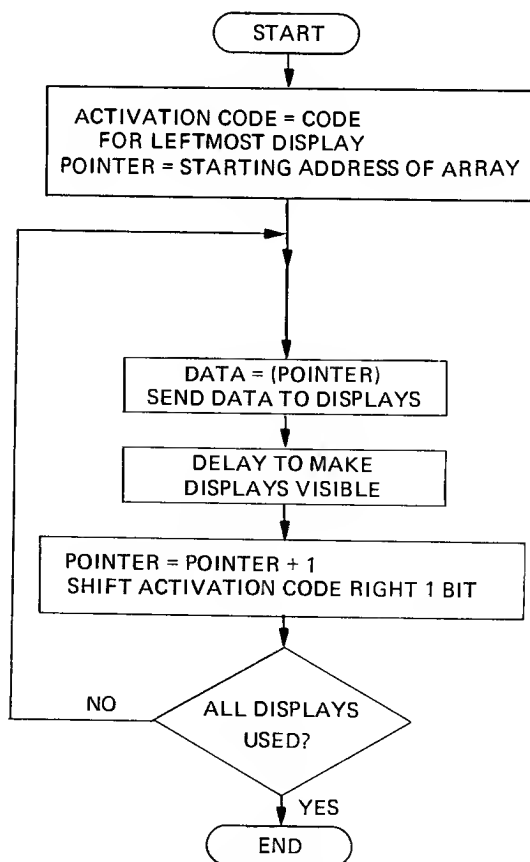 START
ACTIVATION CODE = CODE
FOR LEFTMOST DISPLAY
POINTER = STARTING ADDRESS OF ARRAY
DATA = (POINTER)
SEND DATA TO DISPLAYS
DELAY TO MAKE
DISPLAYS VISIBLE
POINTER = POINTER + 1
SHIFT ACTIVATION CODE RIGHT 1 BIT
NO
ALL DISPLAYS
USED?
YES
END